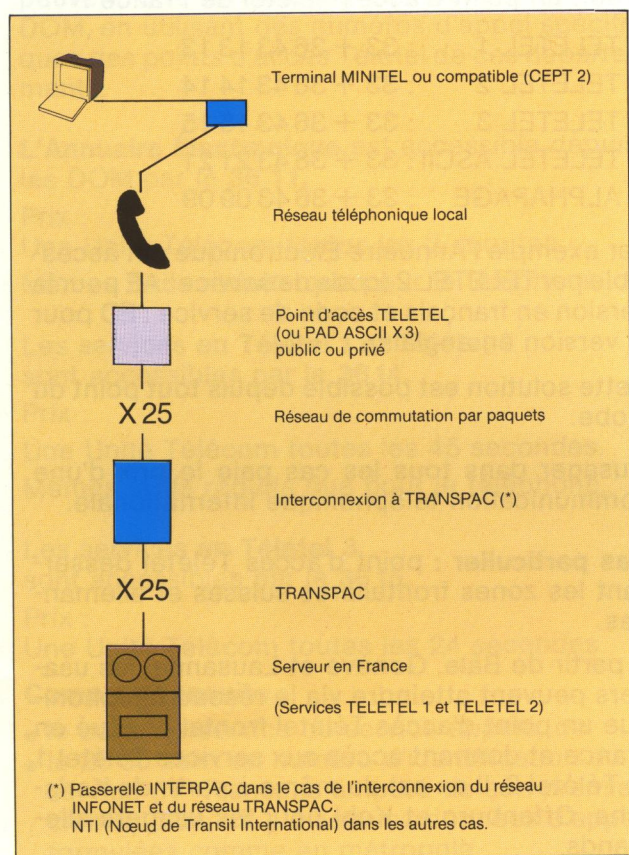 Terminal MINITEL ou compatible (CEPT 2)
Réseau téléphonique local
Point d'accès TELETEL
(ou PAD ASCII X3)
public ou privé
X25
Réseau de commutation par paquets
Interconnexion à TRANSPAC (*)
X25
TRANSPAC
Serveur en France
(Services TELETEL 1 et TELETEL 2)
(*) Passerelle INTERPAC dans le cas de l'interconnexion du réseau
INFONET et du réseau TRANSPAC.
NTI (Nœud de Transit International) dans les autres cas.